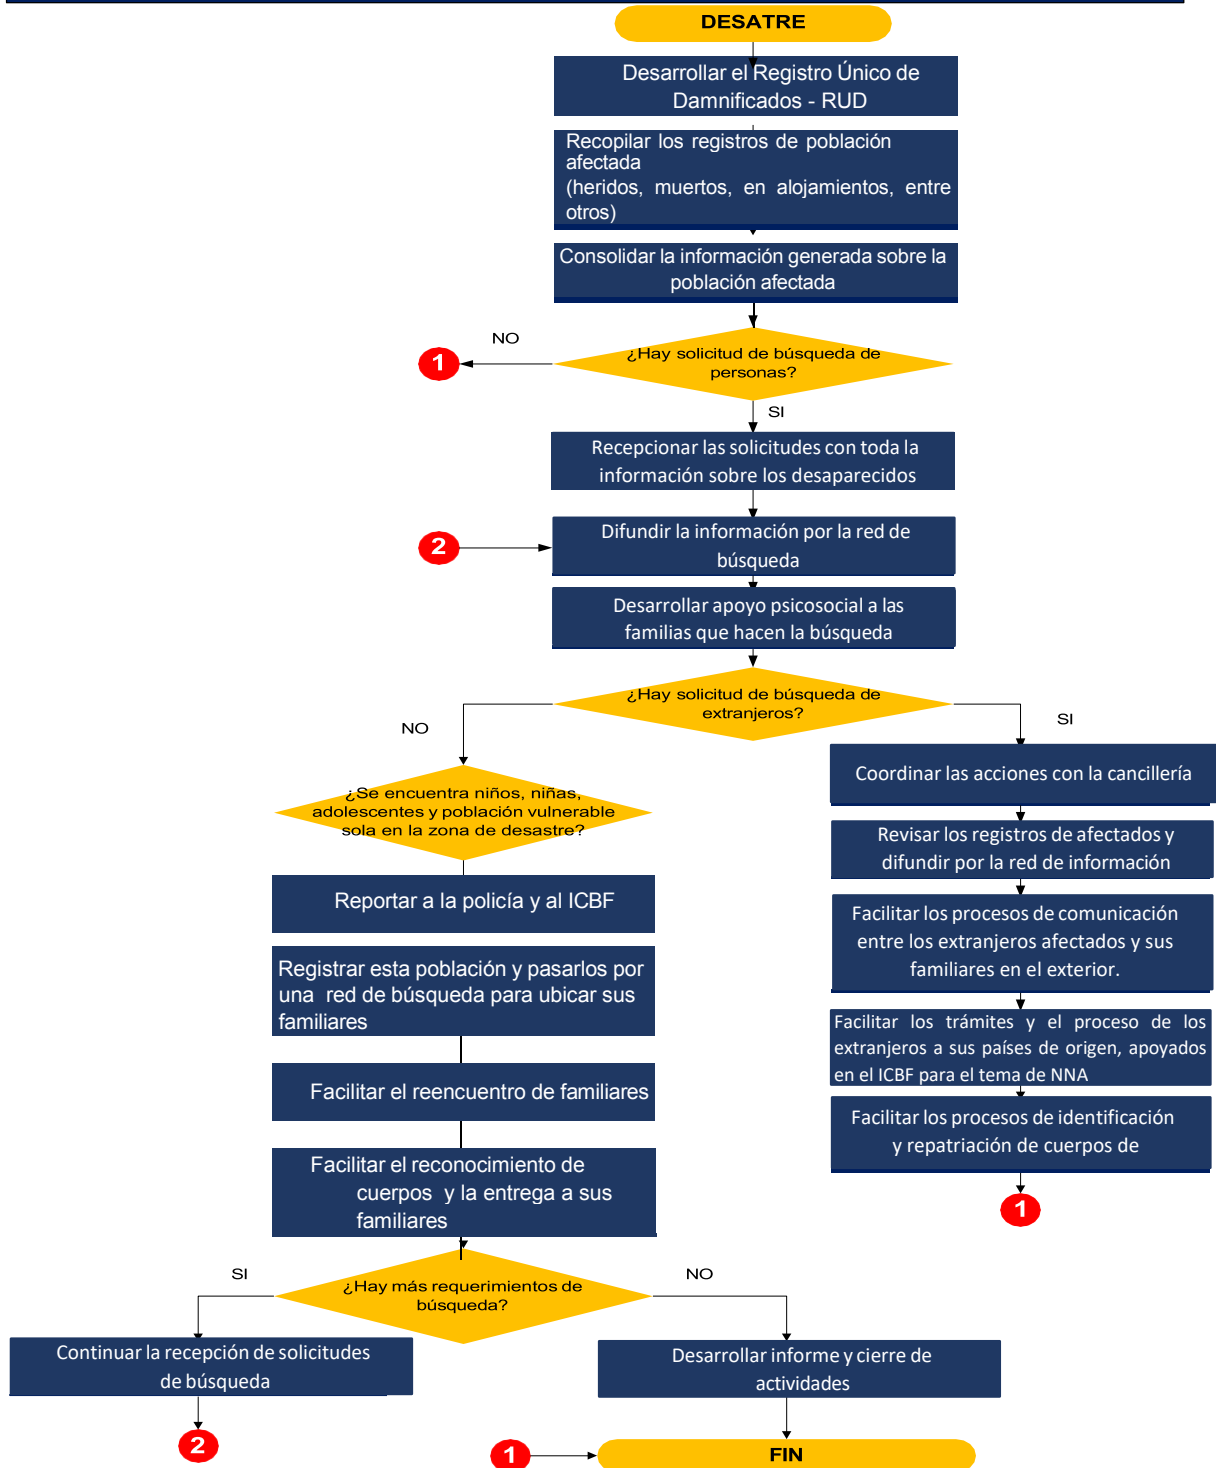 DESATRE
Desarrollar el Registro Único de
Damnificados - RUD
Recopilar los registros de población
afectada
(heridos, muertos, en alojamientos, entre
otros)
Consolidar la información generada sobre la
población afectada
¿Hay solicitud de búsqueda de
personas?
NO
1
SI
Recepcionar las solicitudes con toda la
información sobre los desaparecidos
2
Difundir la información por la red de
búsqueda
Desarrollar apoyo psicosocial a las
familias que hacen la búsqueda
¿Hay solicitud de búsqueda de
extranjeros?
NO
SI
¿Se encuentra niños, niñas,
adolescentes y población vulnerable
sola en la zona de desastre?
Reportar a la policía y al ICBF
Registrar esta población y pasarlos por
una red de búsqueda para ubicar sus
familiares
Facilitar el reencuentro de familiares
Facilitar el reconocimiento de
cuerpos y la entrega a sus
familiares
Coordinar las acciones con la cancillería
Revisar los registros de afectados y
difundir por la red de información
Facilitar los procesos de comunicación
entre los extranjeros afectados y sus
familiares en el exterior.
Facilitar los trámites y el proceso de los
extranjeros a sus países de origen, apoyados
en el ICBF para el tema de NNA
Facilitar los procesos de identificación
y repatriación de cuerpos de
1
¿Hay más requerimientos de
búsqueda?
SI
NO
Continuar la recepción de solicitudes
de búsqueda
2
Desarrollar informe y cierre de
actividades
1
FIN